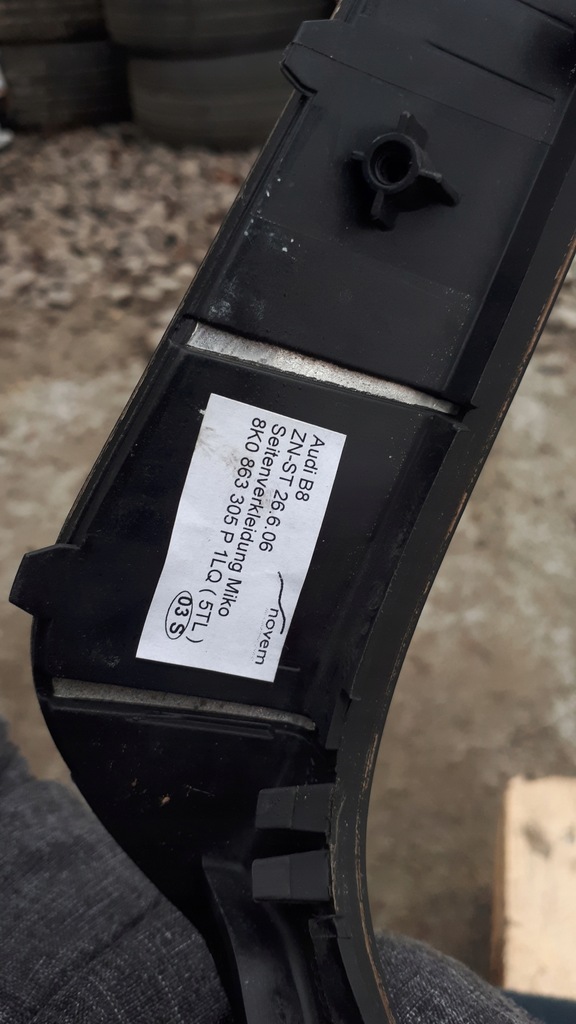 Audi B8
ZN-ST 26.6.06
Seitenverkleidung Miko
8K0 863 305 P 1LQ ( 5TL )
novem
03 S